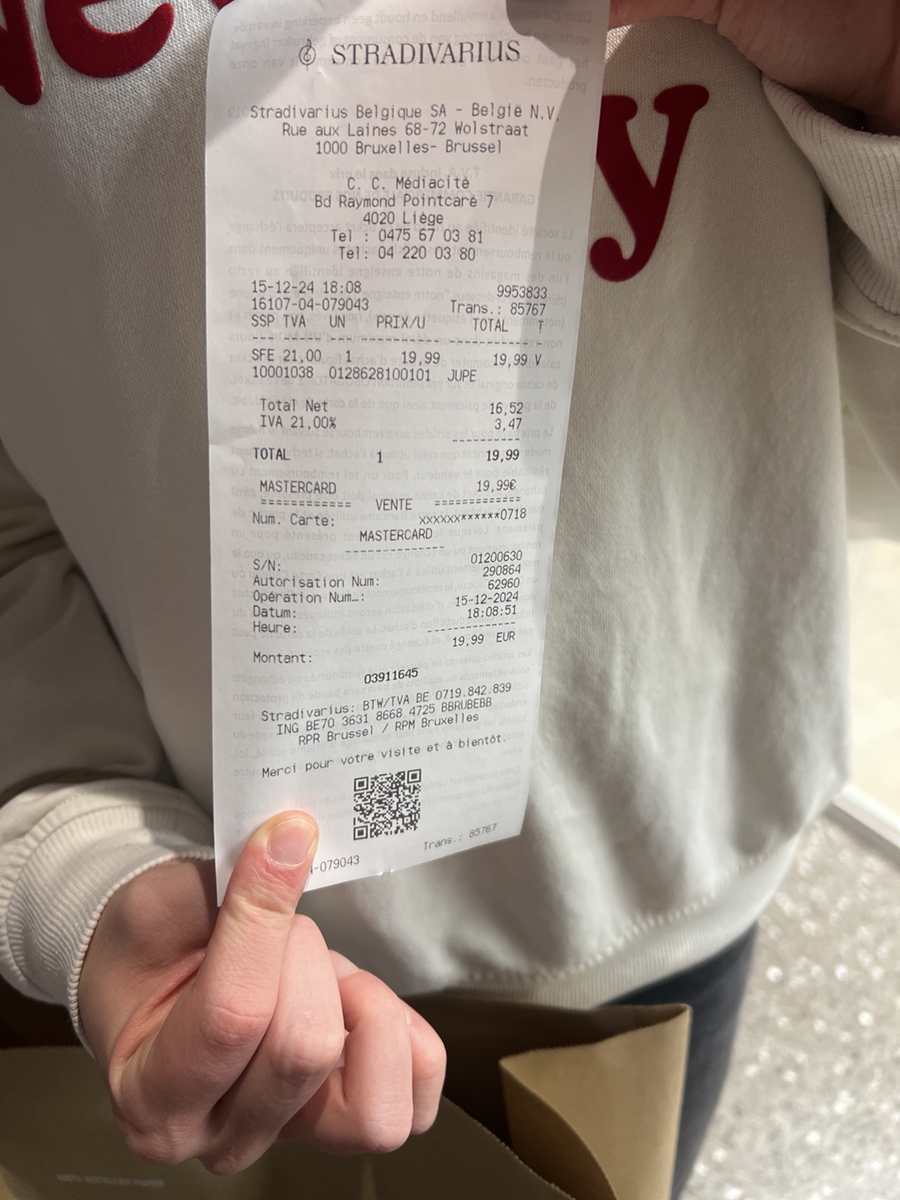 STRADIVARIUS
Stradivarius Belgique SA - België N.V.
Rue aux Laines 68-72 Wolstraat
1000 Bruxelles- Brussel
C. C. Médiacité
Bd Raymond Pointcaré 7
4020 Liège
Tel : 0475 67 03 81
Tel: 04 220 03 80
15-12-24 18:08 9953833
16107-04-079043 Trans.: 85767
SSP TVA UN PRIX/U TOTAL T
SFE 21,00 1 19,99 19,99 V
10001038 0128628100101 JUPE
Total Net 16,52
IVA 21,00% 3,47
TOTAL 1 19,99
MASTERCARD 19,99€
============ VENTE ============
Num. Carte: xxxxxx******0718
MASTERCARD
S/N: 01200630
Autorisation Num: 290864
Opération Num…: 62960
Datum: 15-12-2024
Heure: 18:08:51
Montant: 19,99 EUR
03911645
Stradivarius: BTW/TVA BE 0719.842.839
ING BE70 3631 8668 4725 BBRUBEBB
RPR Brussel / RPM Bruxelles
Merci pour votre visite et à bientôt.
-079043 Trans.: 85767
y
100% RECYCLED PAPER